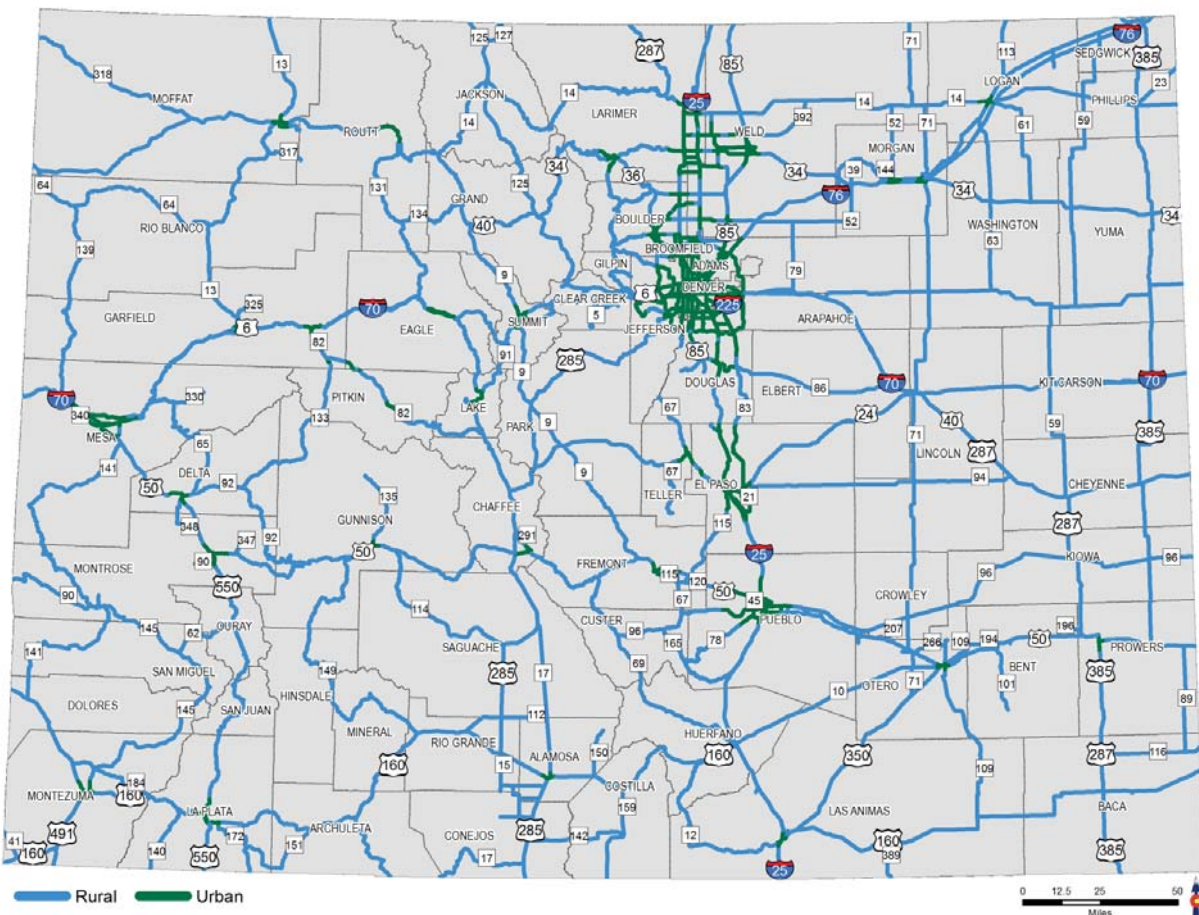 125
127
287
85
71
113
76
SEDGWICK
385
318
13
MOFFAT
JACKSON
14
LARIMER
25
14
14
LOGAN
23
PHILLIPS
ROUTT
14
392
WELD
52
71
61
59
317
34
36
34
MORGAN
39
144
34
64
64
131
125
76
RIO BLANCO
134
GRAND
40
BOULDER
85
52
WASHINGTON
63
YUMA
34
139
BROOMFIELD
GILPIN
ADAMS
79
13
9
DENVER
325
70
CLEAR CREEK
6
225
GARFIELD
6
EAGLE
SUMMIT
5
JEFFERSON
ARAPAHOE
82
91
9
285
85
70
330
PITKIN
LAKE
DOUGLAS
ELBERT
86
70
KIT CARSON
70
340
MESA
133
82
PARK
9
67
83
24
40
59
385
65
71
LINCOLN
141
DELTA
92
9
67
287
50
135
TELLER
EL PASO
21
94
CHEYENNE
348
347
92
GUNNISON
CHAFFEE
291
115
287
90
50
25
KIOWA
MONTROSE
550
FREMONT
115
120
50
96
96
90
67
45
CROWLEY
114
CUSTER
PUEBLO
145
62
OURAY
96
165
78
207
266
109
194
50
196
PROWERS
141
SAN MIGUEL
SAGUACHE
69
149
285
17
10
OTERO
71
BENT
101
385
DOLORES
145
SAN JUAN
HINSDALE
89
MINERAL
RIO GRANDE
112
HUERFANO
150
160
350
287
116
160
15
ALAMOSA
109
184
COSTILLA
MONTEZUMA
160
LA PLATA
159
LAS ANIMAS
BACA
491
172
ARCHULETA
CONEJOS
285
142
12
160
41
160
140
550
151
17
389
385
25
Rural
Urban
0 12.5 25 50
Miles